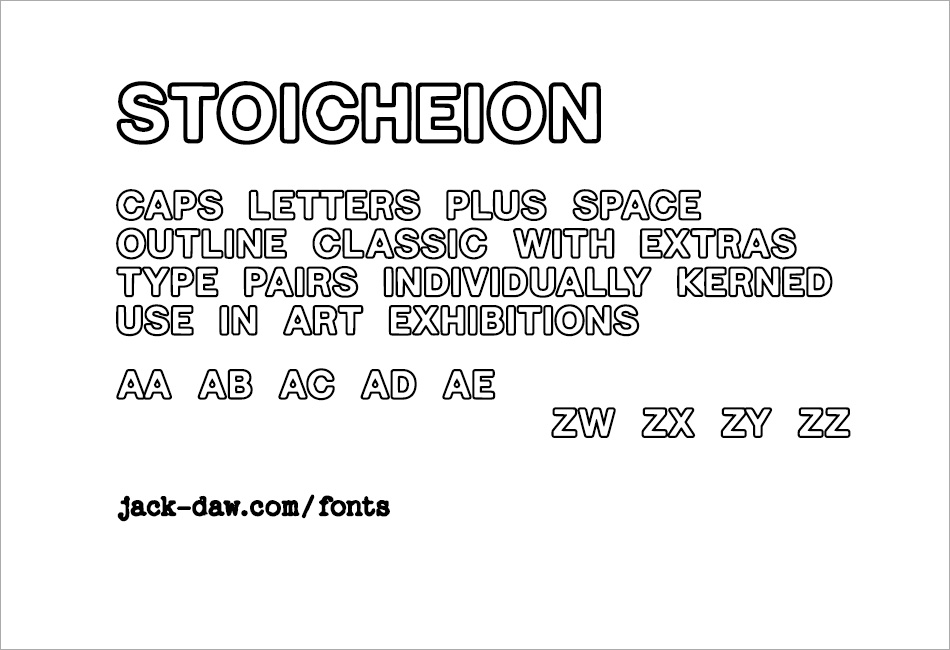 STOICHEION
CAPS LETTERS PLUS SPACE
OUTLINE CLASSIC WITH EXTRAS
TYPE PAIRS INDIVIDUALLY KERNED
USE IN ART EXHIBITIONS
AA AB AC AD AE
ZW ZX ZY ZZ
jack-daw.com/fonts